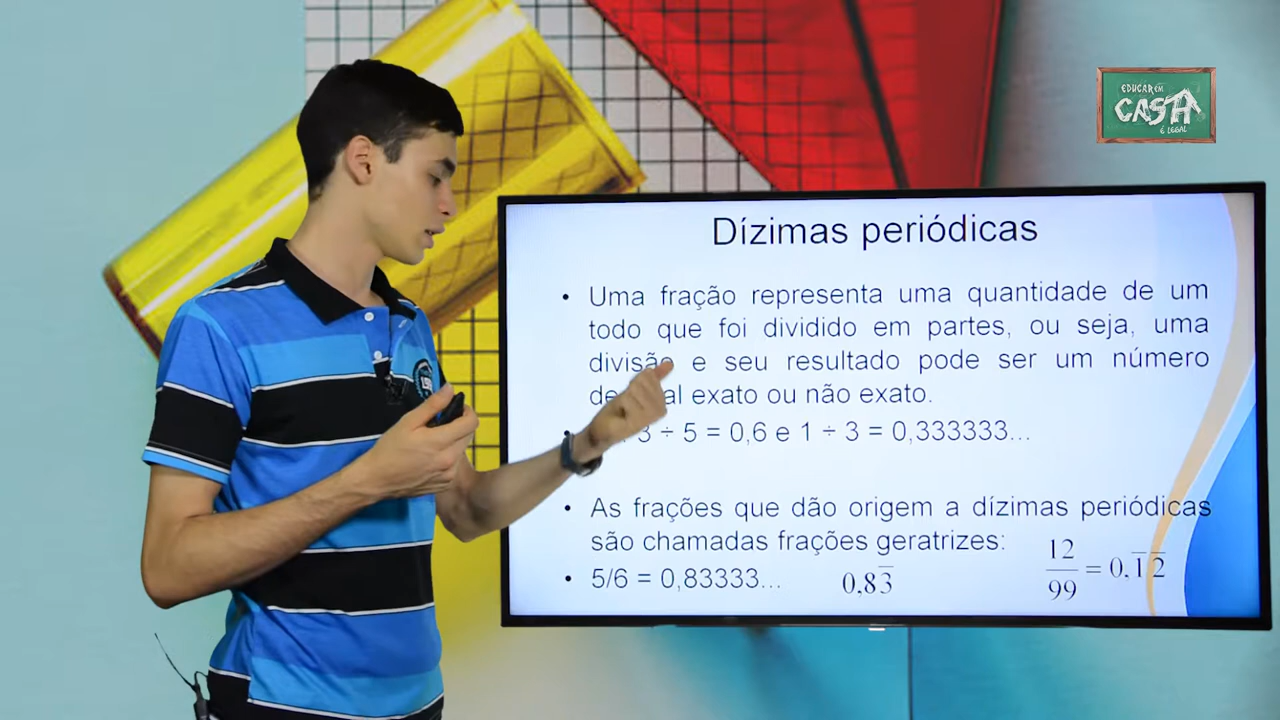 EDUCAR EM
CASA
É LEGAL
Dízimas periódicas
• Uma fração representa uma quantidade de um
todo que foi dividido em partes, ou seja, uma
divisão e seu resultado pode ser um número
exato ou não exato.
3 ÷ 5 = 0,6 e 1 ÷ 3 = 0,333333...
• As frações que dão origem a dízimas periódicas
são chamadas frações geratrizes:
• 5/6 = 0,83333... 0,83̅ 12/99 = 0,1̅2̅